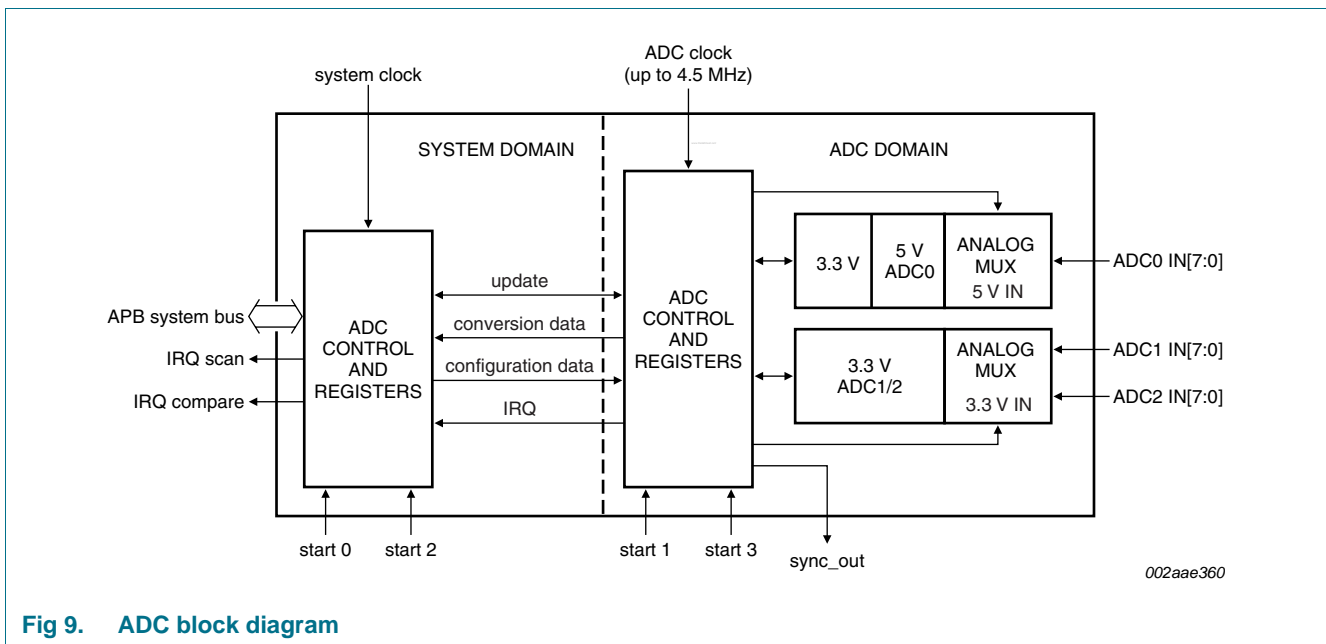 ADC clock
(up to 4.5 MHz)
system clock
SYSTEM DOMAIN
ADC DOMAIN
APB system bus
IRQ scan
IRQ compare
ADC
CONTROL
AND
REGISTERS
update
conversion data
configuration data
IRQ
ADC
CONTROL
AND
REGISTERS
3.3 V
5 V
ADC0
ANALOG
MUX
5 V IN
ADC0 IN[7:0]
3.3 V
ADC1/2
ANALOG
MUX
3.3 V IN
ADC1 IN[7:0]
ADC2 IN[7:0]
start 0
start 2
start 1
start 3
sync_out
002aae360
Fig 9. ADC block diagram